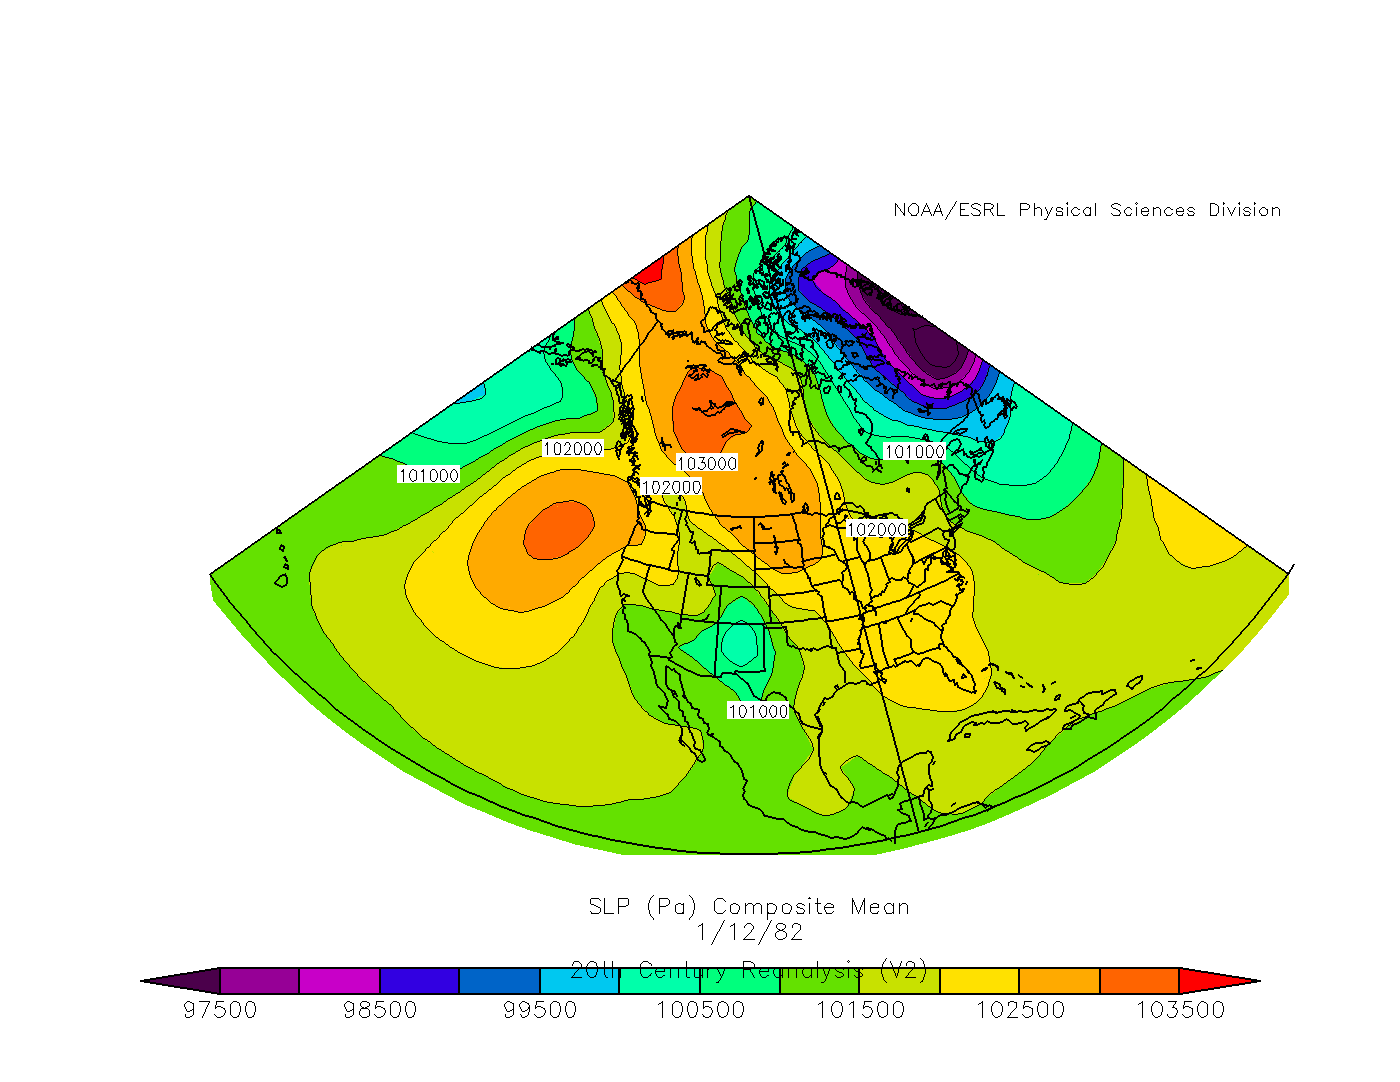 NOAA/ESRL Physical Sciences Division
102000
101000
101000
103000
102000
102000
101000
SLP (Pa) Composite Mean
1/12/82
20th Century Reanalysis (V2)
97500 98500 99500 100500 101500 102500 103500